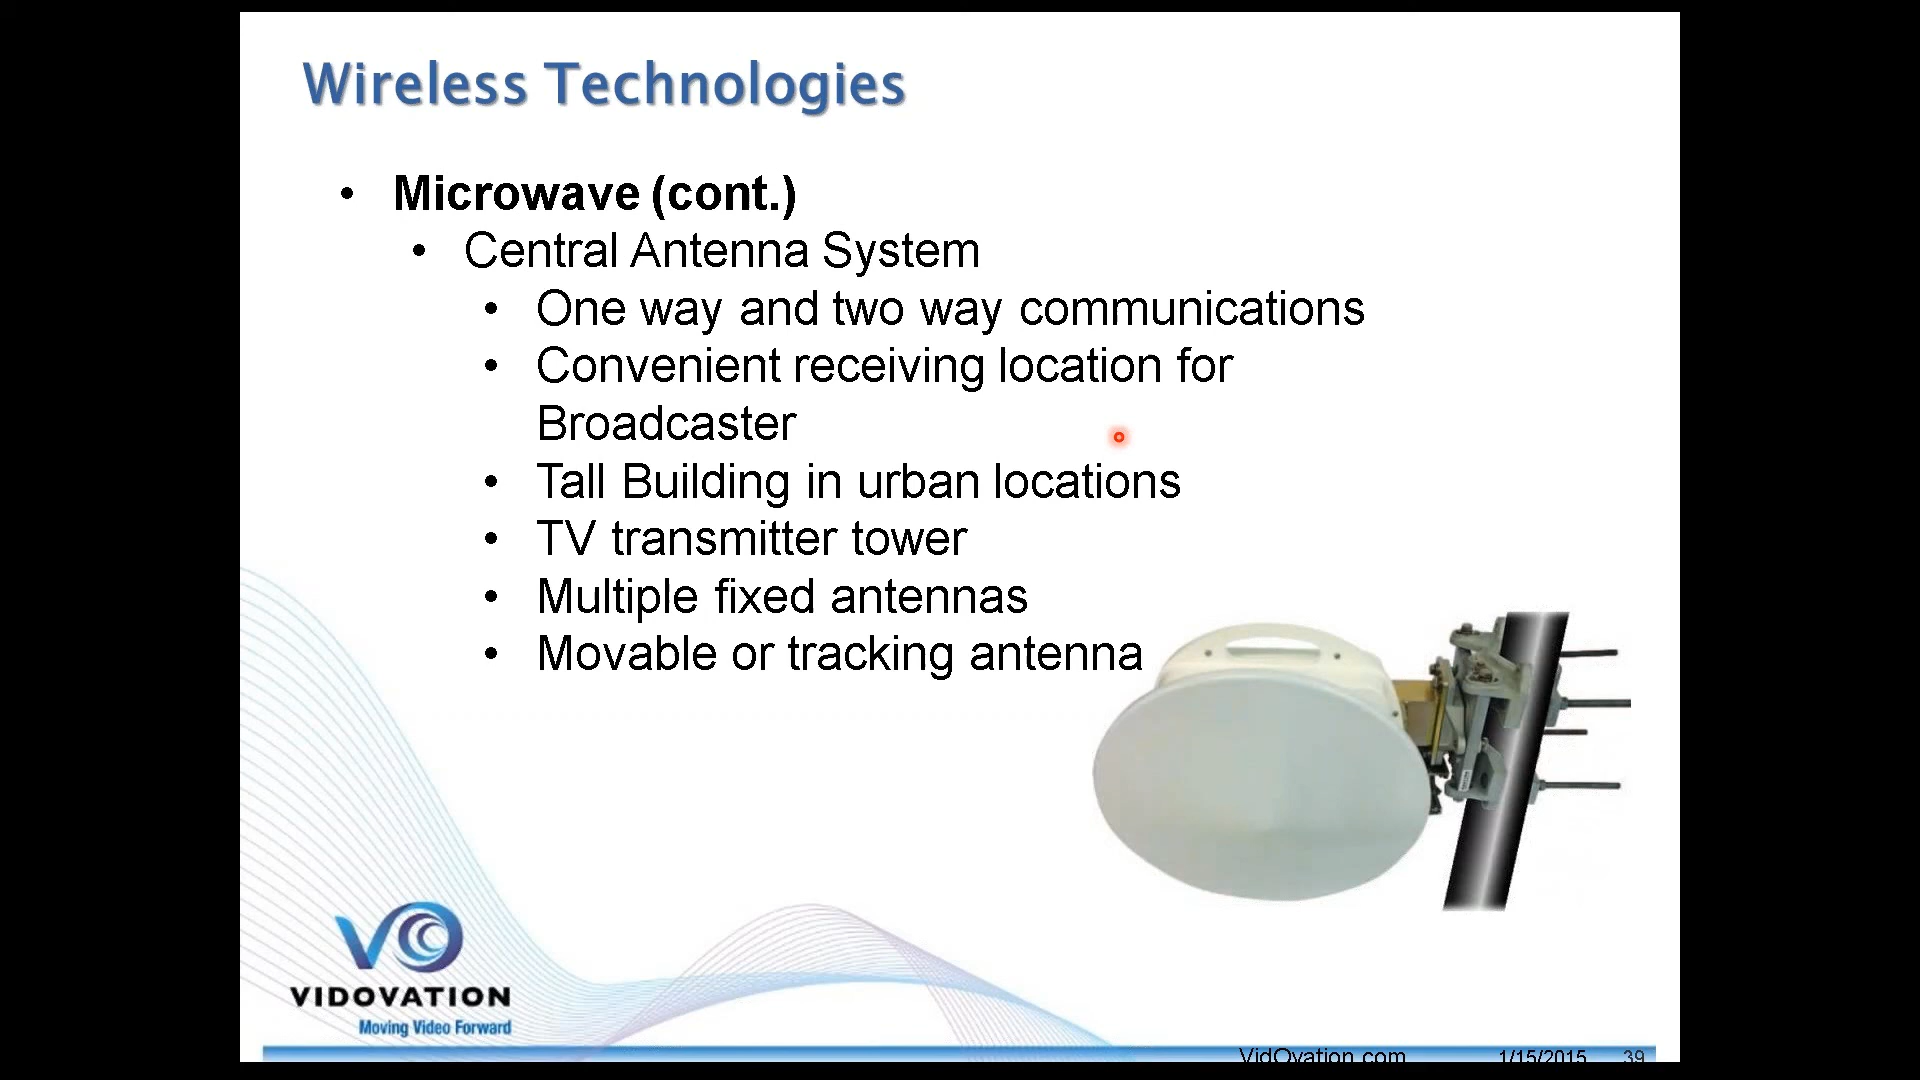 Wireless Technologies
• Microwave (cont.)
• Central Antenna System
• One way and two way communications
• Convenient receiving location for
Broadcaster
• Tall Building in urban locations
• TV transmitter tower
• Multiple fixed antennas
• Movable or tracking antenna
VIDOVATION
Moving Video Forward
VidOvation.com 1/15/2015 39